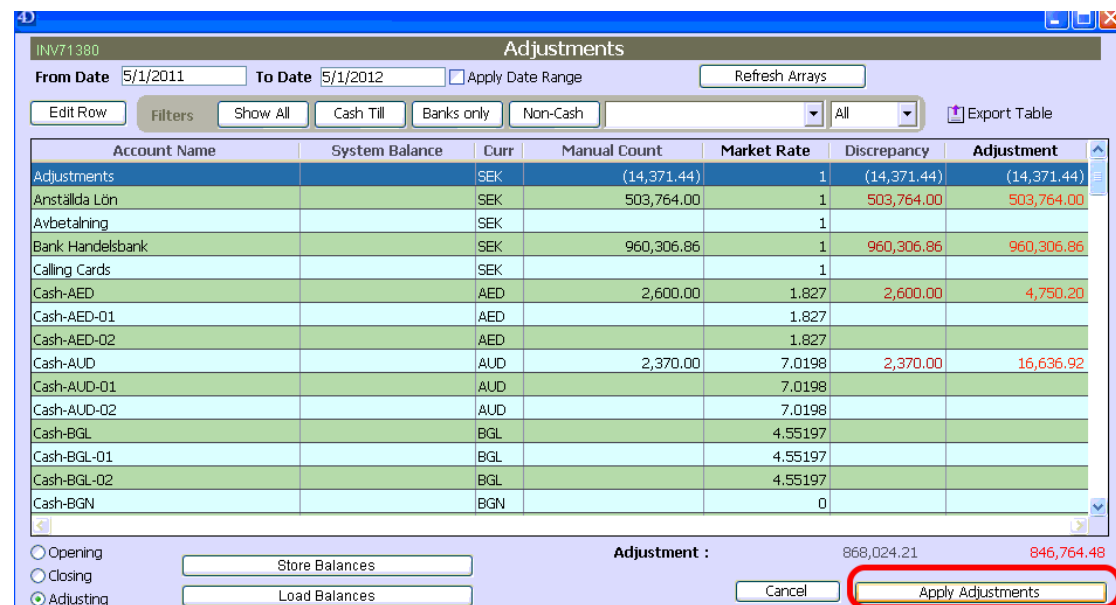 4D
INV71380 Adjustments
From Date 5/1/2011 To Date 5/1/2012 Apply Date Range Refresh Arrays
Edit Row Filters Show All Cash Till Banks only Non-Cash All Export Table
Account Name System Balance Curr Manual Count Market Rate Discrepancy Adjustment
Adjustments SEK (14,371.44) 1 (14,371.44) (14,371.44)
Anställda Lön SEK 503,764.00 1 503,764.00 503,764.00
Avbetalning SEK 1
Bank Handelsbank SEK 960,306.86 1 960,306.86 960,306.86
Calling Cards SEK 1
Cash-AED AED 2,600.00 1.827 2,600.00 4,750.20
Cash-AED-01 AED 1.827
Cash-AED-02 AED 1.827
Cash-AUD AUD 2,370.00 7.0198 2,370.00 16,636.92
Cash-AUD-01 AUD 7.0198
Cash-AUD-02 AUD 7.0198
Cash-BGL BGL 4.55197
Cash-BGL-01 BGL 4.55197
Cash-BGL-02 BGL 4.55197
Cash-BGN BGN 0
Opening Store Balances Adjustment : 868,024.21 846,764.48
Closing
Adjusting Load Balances Cancel Apply Adjustments